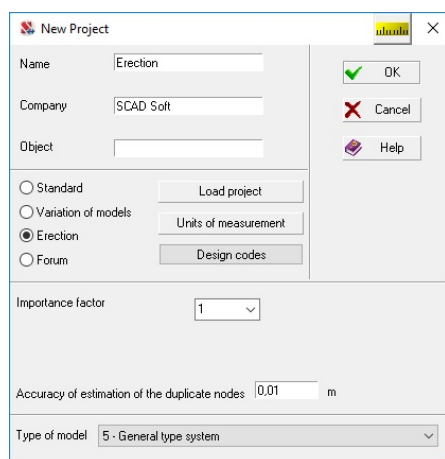 New Project
Name Erection
OK
Company SCAD Soft
Cancel
Object
Help
Standard
Load project
Variation of models
Units of measurement
Erection
Design codes
Forum
Importance factor 1
Accuracy of estimation of the duplicate nodes 0,01 m
Type of model 5 - General type system